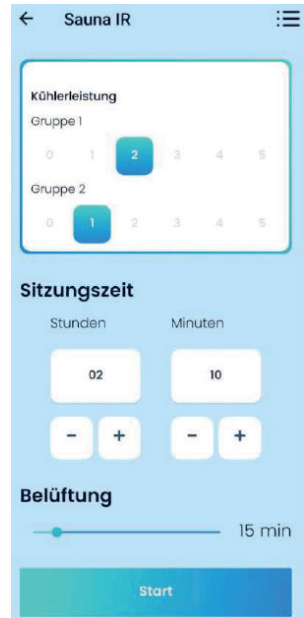 Sauna IR
Kühlerleistung
Gruppe 1
0 1 2 3 4 5
Gruppe 2
0 1 2 3 4 5
Sitzungszeit
Stunden Minuten
02 10
- + - +
Belüftung
15 min
Start